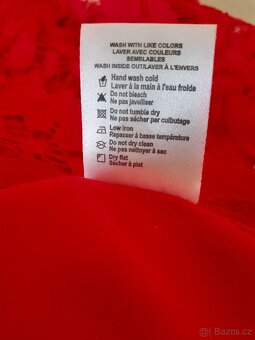 WASH WITH LIKE COLORS
LAVER AVEC COULEURS
SEMBLABLES
WASH INSIDE OUT/LAVER À L'ENVERS
Hand wash cold
Laver à la main à l'eau froide
Do not bleach
Ne pas javelliser
Do not tumble dry
Ne pas sécher par culbutage
Low iron
Repasser à basse température
Do not dry clean
Ne pas nettoyer à sec
Dry flat
Sécher à plat
© Bazos.cz